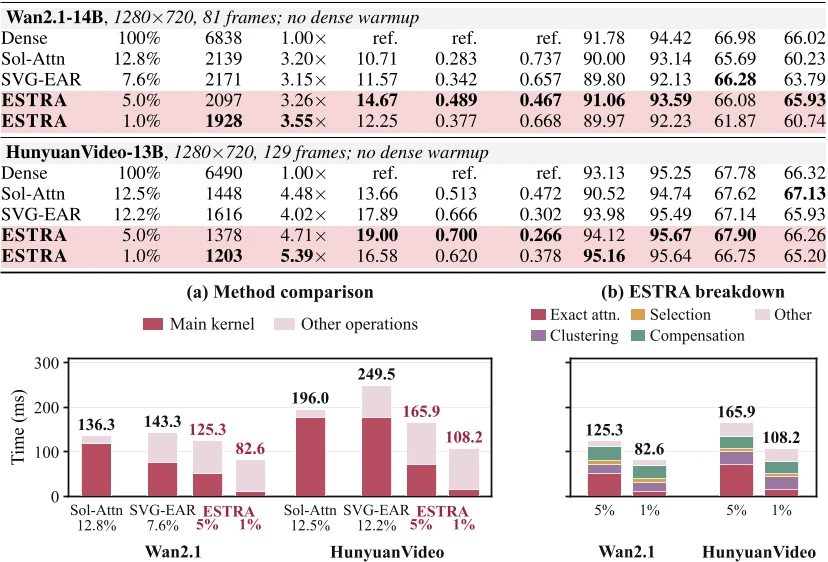 Wan2.1-14B, 1280×720, 81 frames; no dense warmup
Dense 100% 6838 1.00× ref. ref. ref. 91.78 94.42 66.98 66.02
Sol-Attn 12.8% 2139 3.20× 10.71 0.283 0.737 90.00 93.14 65.69 60.23
SVG-EAR 7.6% 2171 3.15× 11.57 0.342 0.657 89.80 92.13 66.28 63.79
ESTRA 5.0% 2097 3.26× 14.67 0.489 0.467 91.06 93.59 66.08 65.93
ESTRA 1.0% 1928 3.55× 12.25 0.377 0.668 89.97 92.23 61.87 60.74
HunyuanVideo-13B, 1280×720, 129 frames; no dense warmup
Dense 100% 6490 1.00× ref. ref. ref. 93.13 95.25 67.78 66.32
Sol-Attn 12.5% 1448 4.48× 13.66 0.513 0.472 90.52 94.74 67.62 67.13
SVG-EAR 12.2% 1616 4.02× 17.89 0.666 0.302 93.98 95.49 67.14 65.93
ESTRA 5.0% 1378 4.71× 19.00 0.700 0.266 94.12 95.67 67.90 66.26
ESTRA 1.0% 1203 5.39× 16.58 0.620 0.378 95.16 95.64 66.75 65.20
(a) Method comparison
Main kernel Other operations
Time (ms)
300
200
100
0
136.3 143.3 125.3 82.6 196.0 249.5 165.9 108.2
Sol-Attn SVG-EAR ESTRA Sol-Attn SVG-EAR ESTRA
12.8% 7.6% 5% 1% 12.5% 12.2% 5% 1%
Wan2.1 HunyuanVideo
(b) ESTRA breakdown
Exact attn. Selection Other
Clustering Compensation
125.3 82.6 165.9 108.2
5% 1% 5% 1%
Wan2.1 HunyuanVideo